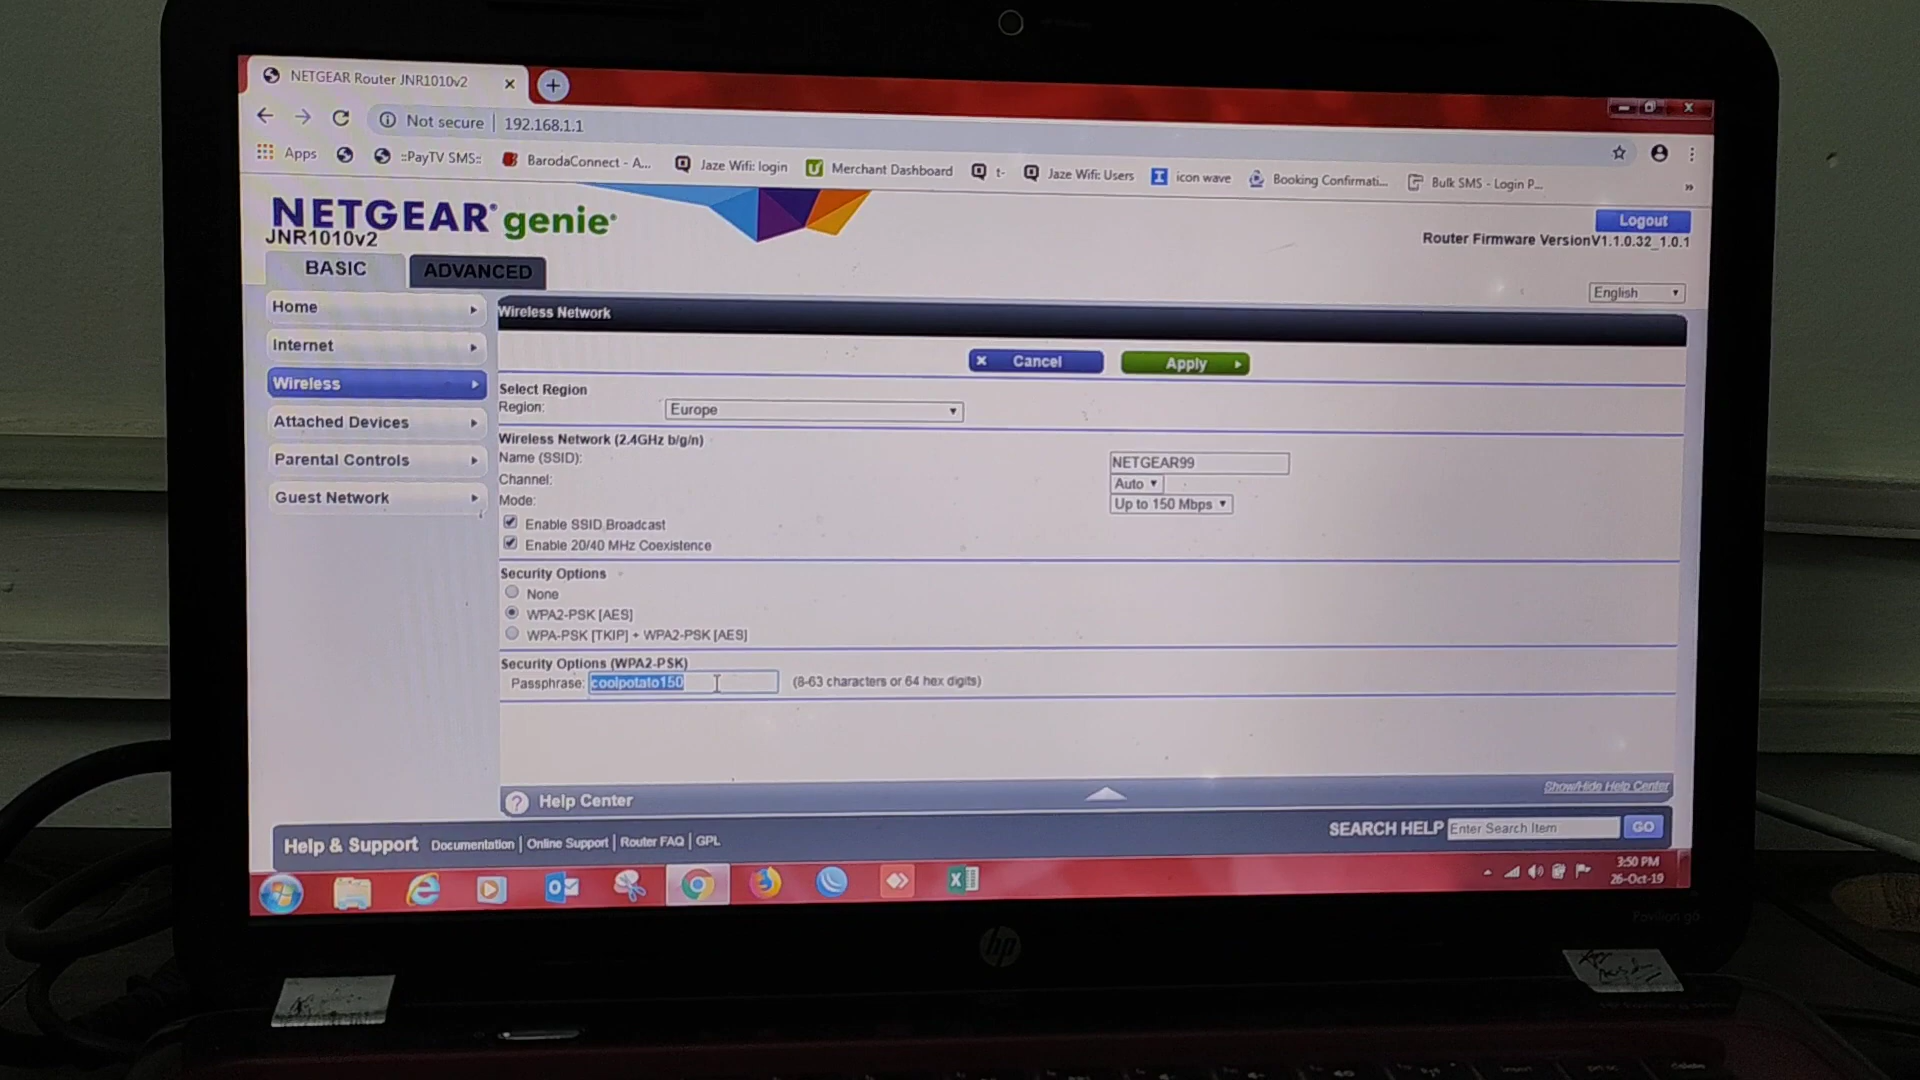 NETGEAR Router JNR1010v2
Not secure | 192.168.1.1
Apps ::PayTV SMS:: BarodaConnect - A... Jaze Wifi: login Merchant Dashboard t- Jaze Wifi: Users icon wave Booking Confirmati... Bulk SMS - Login P... »
NETGEAR® genie®
JNR1010v2
Logout
Router Firmware VersionV1.1.0.32_1.0.1
BASIC ADVANCED
English
Home
Internet
Wireless
Attached Devices
Parental Controls
Guest Network
Wireless Network
Cancel Apply
Select Region
Region: Europe
Wireless Network (2.4GHz b/g/n)
Name (SSID): NETGEAR99
Channel: Auto
Mode: Up to 150 Mbps
Enable SSID Broadcast
Enable 20/40 MHz Coexistence
Security Options
None
WPA2-PSK [AES]
WPA-PSK [TKIP] + WPA2-PSK [AES]
Security Options (WPA2-PSK)
Passphrase: coolpotato150 (8-63 characters or 64 hex digits)
Show/Hide Help Center
? Help Center
Help & Support Documentation | Online Support | Router FAQ | GPL
SEARCH HELP Enter Search Item GO
3:50 PM
26-Oct-19
Pavilion g6
hp